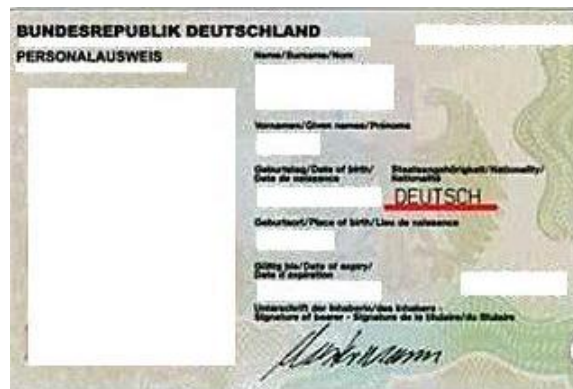 BUNDESREPUBLIK DEUTSCHLAND
PERSONALAUSWEIS
Name/Surname/Nom
Vornamen/Given names/Prénoms
Geburtstag/Date of birth/
Date de naissance
Staatsangehörigkeit/Nationality/
Nationalité
DEUTSCH
Geburtsort/Place of birth/Lieu de naissance
Gültig bis/Date of expiry/
Date d'expiration
Unterschrift der Inhaberin/des Inhabers -
Signature of bearer - Signature de la titulaire/du titulaire
Mustermann